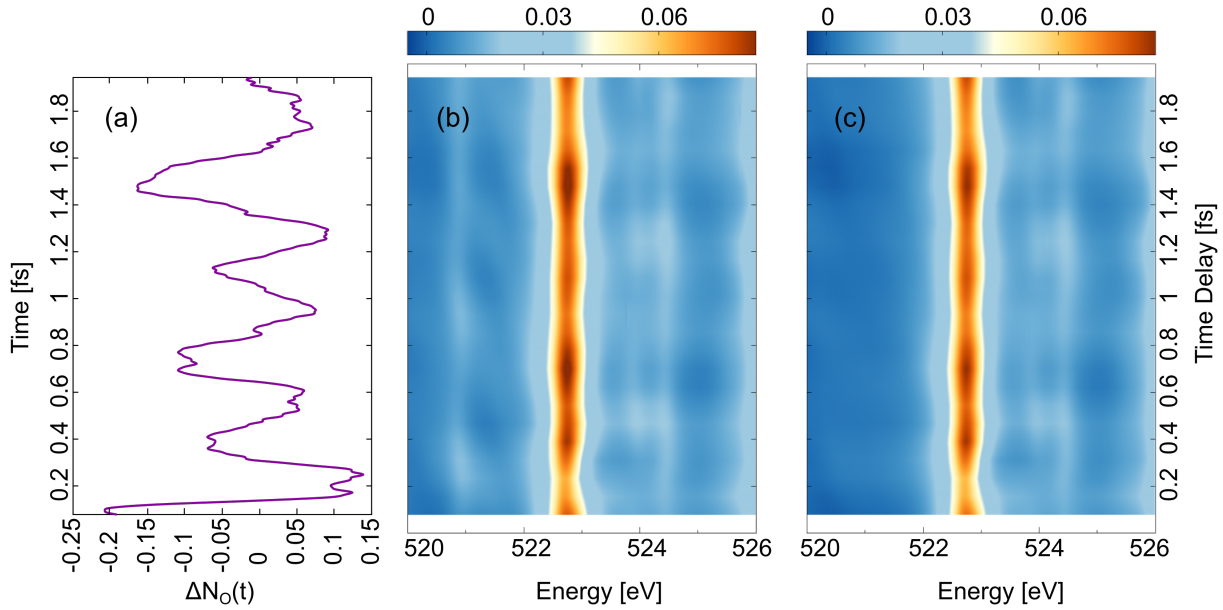 0 0.03 0.06
0 0.03 0.06
(a)
(b)
(c)
Time [fs]
1.8
1.6
1.4
1.2
1
0.8
0.6
0.4
0.2
Time Delay [fs]
1.8
1.6
1.4
1.2
1
0.8
0.6
0.4
0.2
-0.25 -0.2 -0.15 -0.1 -0.05 0 0.05 0.1 0.15
520 522 524 526
520 522 524 526
ΔN_O(t)
Energy [eV]
Energy [eV]